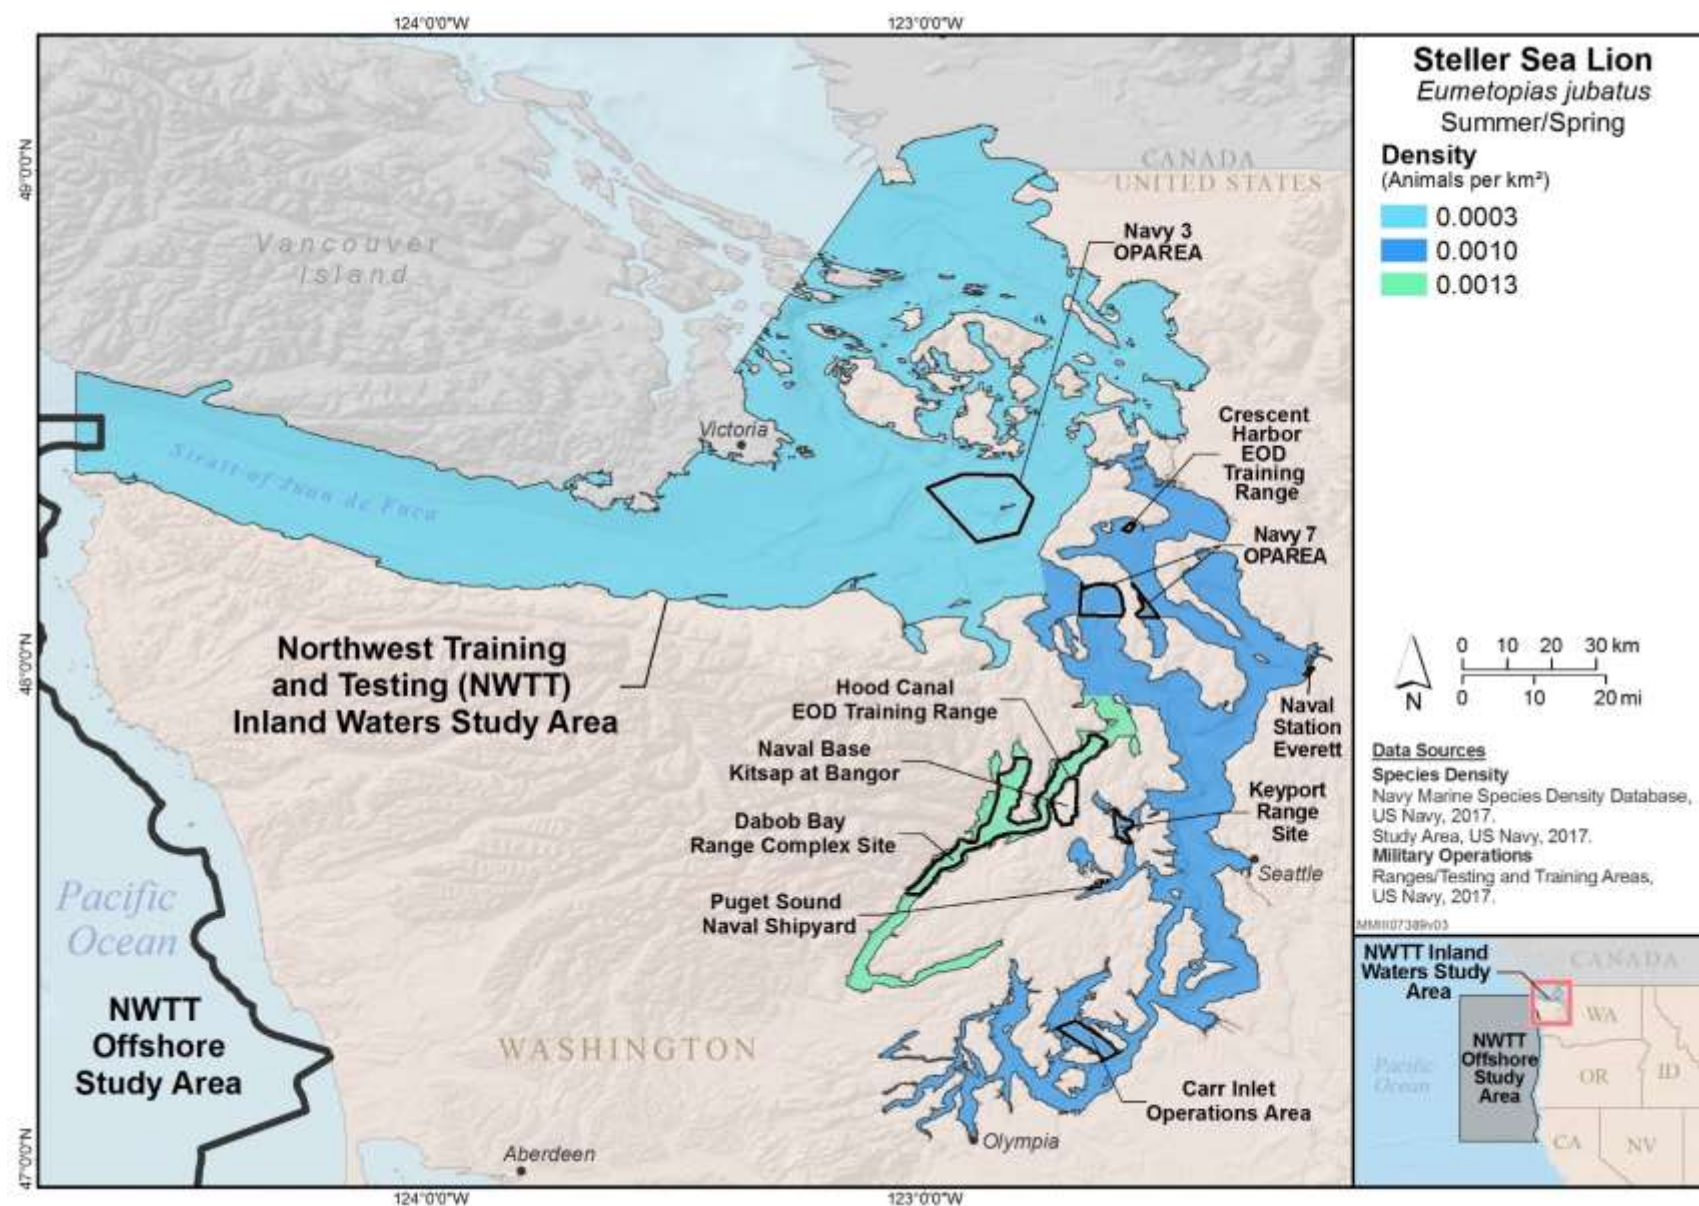 124°0'0"W
123°0'0"W
49°0'0"N
48°0'0"N
47°0'0"N
124°0'0"W
123°0'0"W
Vancouver
Island
CANADA
UNITED STATES
Navy 3
OPAREA
Victoria
Strait of Juan de Fuca
Crescent
Harbor
EOD
Training
Range
Navy 7
OPAREA
Northwest Training
and Testing (NWTT)
Inland Waters Study Area
Hood Canal
EOD Training Range
Naval Base
Kitsap at Bangor
Dabob Bay
Range Complex Site
Puget Sound
Naval Shipyard
Naval
Station
Everett
Keyport
Range
Site
Seattle
Pacific
Ocean
NWTT
Offshore
Study Area
WASHINGTON
Carr Inlet
Operations Area
Olympia
Aberdeen
Steller Sea Lion
Eumetopias jubatus
Summer/Spring
Density
(Animals per km²)
0.0003
0.0010
0.0013
0 10 20 30 km
0 10 20 mi
N
Data Sources
Species Density
Navy Marine Species Density Database,
US Navy, 2017.
Study Area, US Navy, 2017.
Military Operations
Ranges/Testing and Training Areas,
US Navy, 2017.
MMIII07389v03
NWTT Inland
Waters Study
Area
CANADA
WA
NWTT
Offshore
Study
Area
Pacific
Ocean
OR
ID
CA
NV